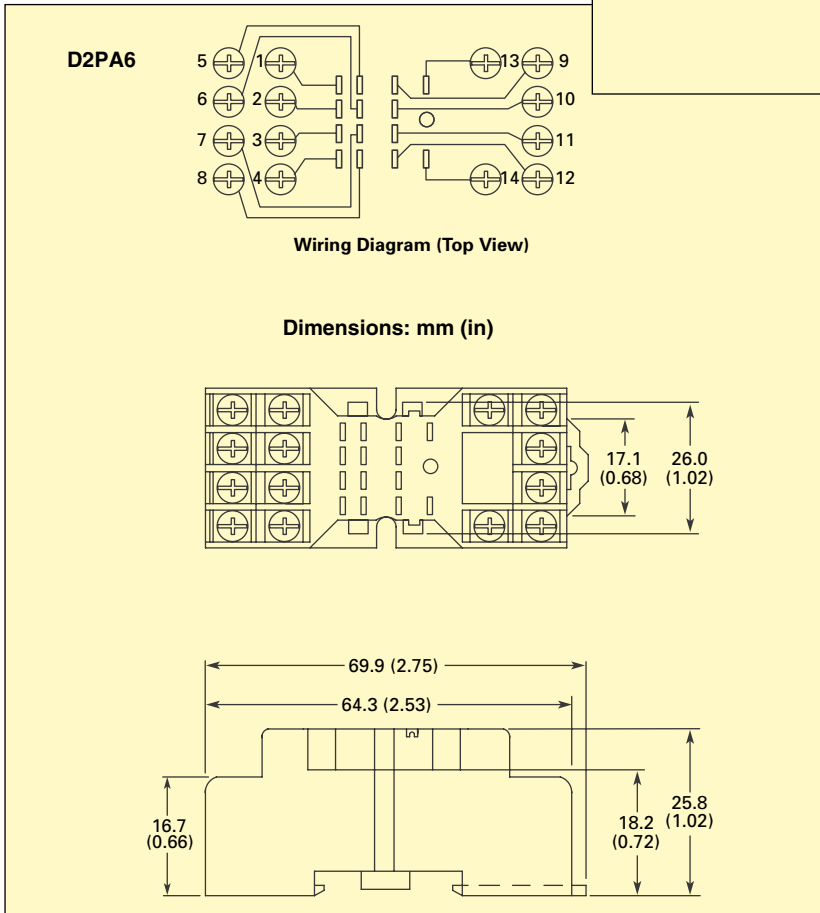 D2PA6
5 1 13 9
6 2 10
7 3 11
8 4 14 12
Wiring Diagram (Top View)
Dimensions: mm (in)
17.1
(0.68)
26.0
(1.02)
69.9 (2.75)
64.3 (2.53)
16.7
(0.66)
18.2
(0.72)
25.8
(1.02)